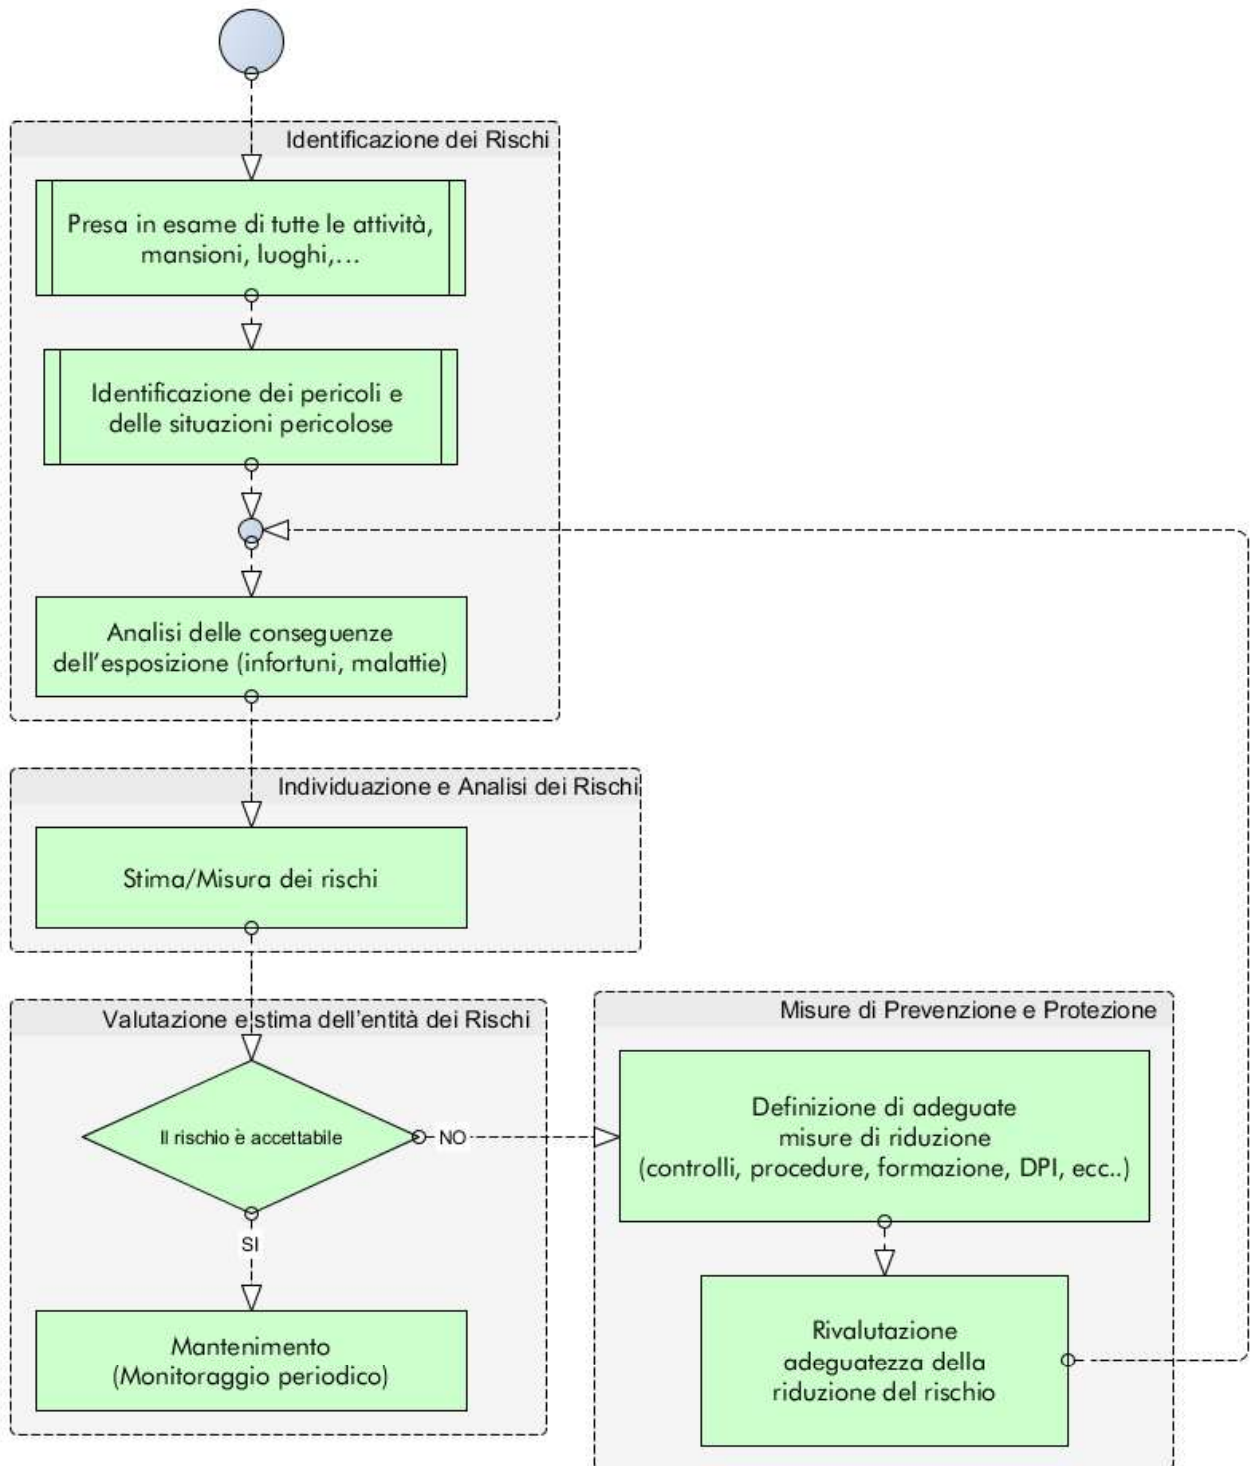 Identificazione dei Rischi
Presa in esame di tutte le attività,
mansioni, luoghi,...
Identificazione dei pericoli e
delle situazioni pericolose
Analisi delle conseguenze
dell'esposizione (infortuni, malattie)
Individuazione e Analisi dei Rischi
Stima/Misura dei rischi
Valutazione e stima dell'entità dei Rischi
Il rischio è accettabile
NO
SI
Mantenimento
(Monitoraggio periodico)
Misure di Prevenzione e Protezione
Definizione di adeguate
misure di riduzione
(controlli, procedure, formazione, DPI, ecc..)
Rivalutazione
adeguatezza della
riduzione del rischio